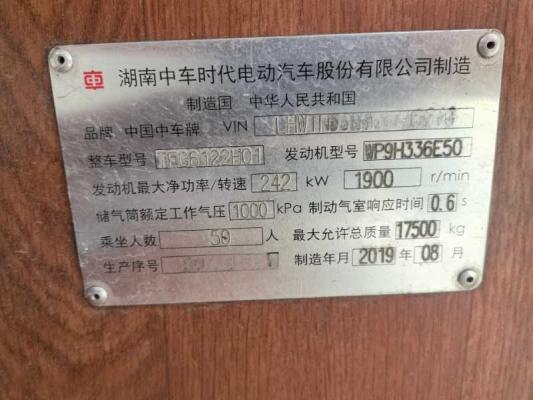 湖南中车时代电动汽车股份有限公司制造
制造国 中华人民共和国
品牌 中国中车牌 VIN
整车型号 TEG6122H01 发动机型号 WP9H336E50
发动机最大净功率/转速 242 kW 1900 r/min
储气筒额定工作气压 1000 kPa 制动气室响应时间 0.6 s
乘坐人数 50 人 最大允许总质量 17500 kg
生产序号 制造年月 2019 年 08 月